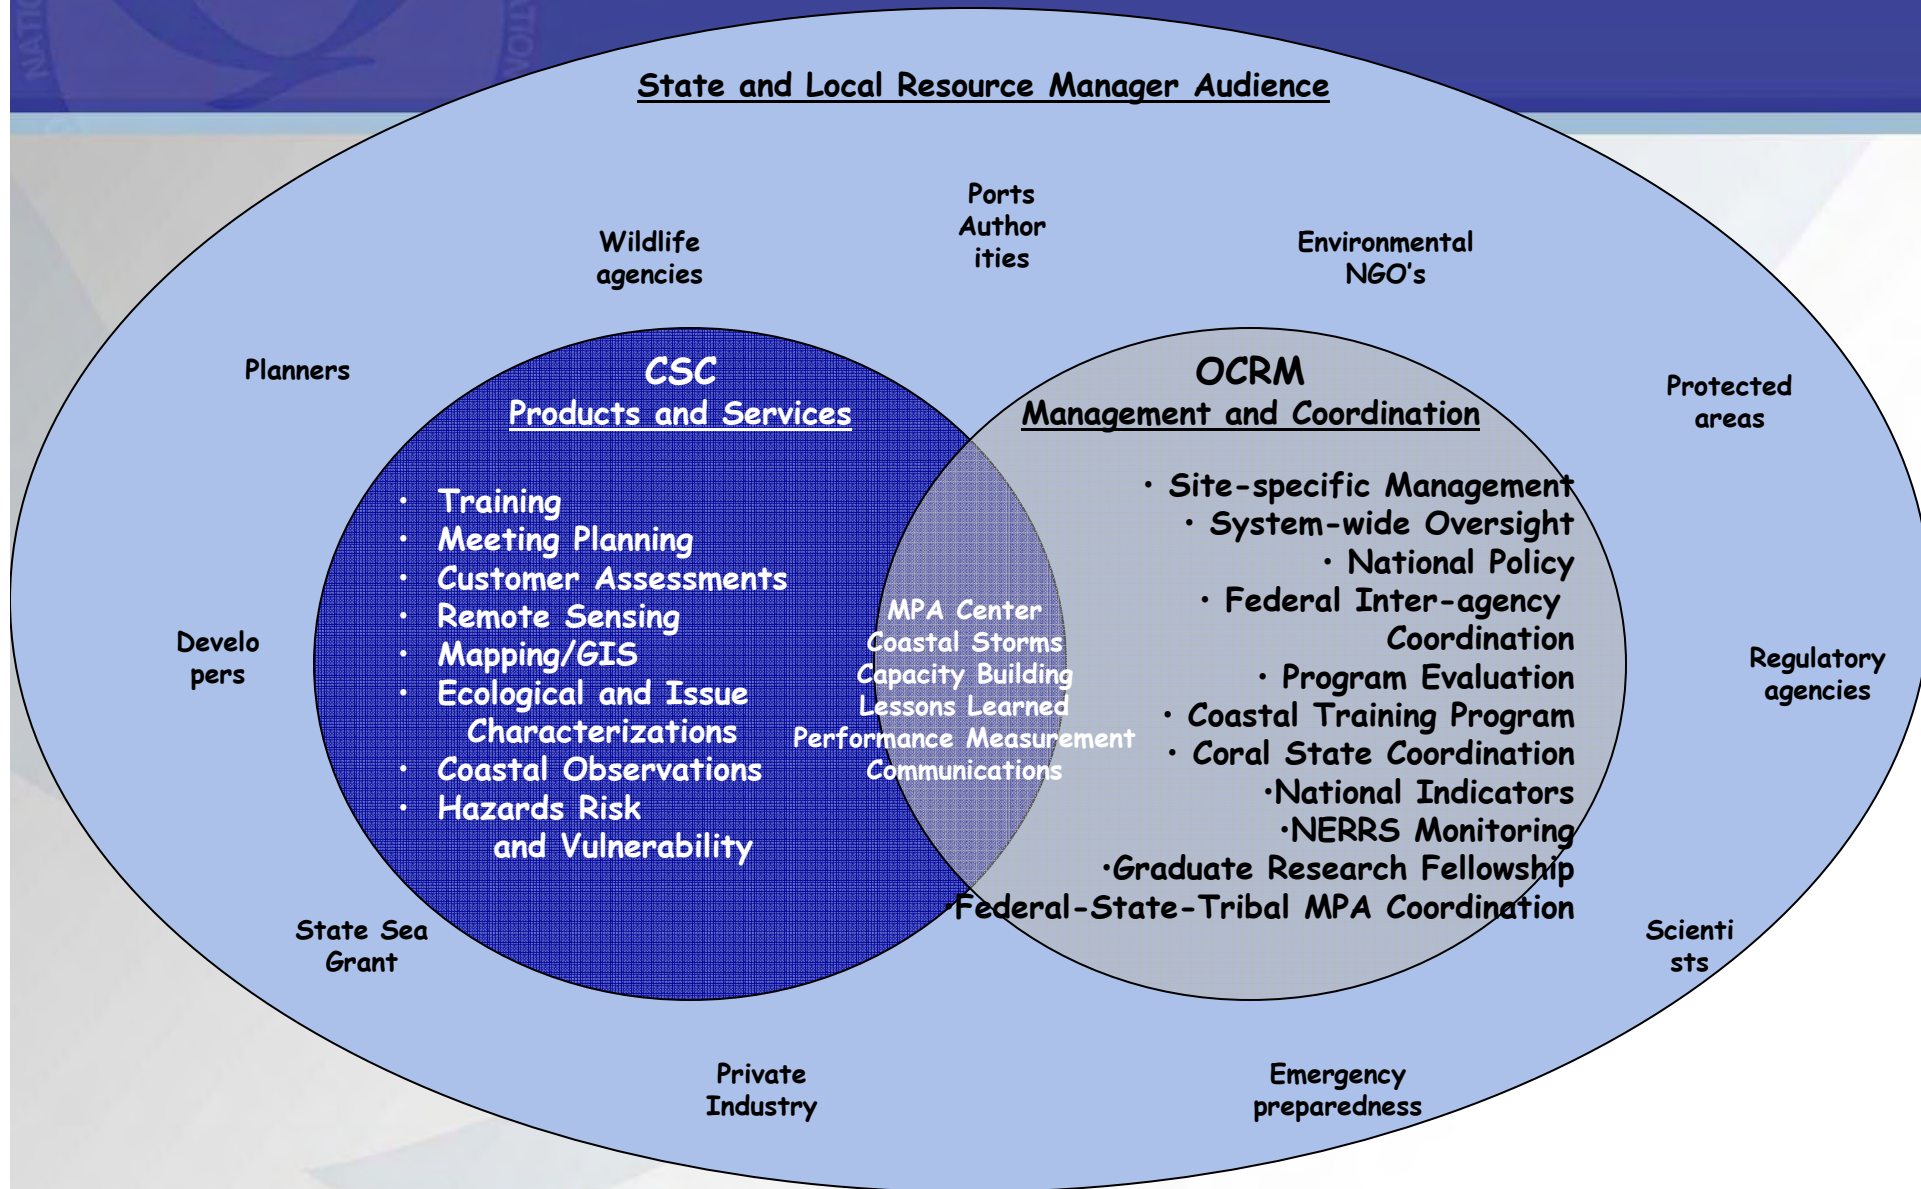 NATIO
ATION
State and Local Resource Manager Audience
Ports
Author
ities
Wildlife
agencies
Environmental
NGO's
Planners
Protected
areas
CSC
Products and Services
· Training
· Meeting Planning
· Customer Assessments
· Remote Sensing
· Mapping/GIS
· Ecological and Issue
Characterizations
· Coastal Observations
· Hazards Risk
and Vulnerability
MPA Center
Coastal Storms
Capacity Building
Lessons Learned
Performance Measurement
Communications
OCRM
Management and Coordination
· Site-specific Management
· System-wide Oversight
· National Policy
· Federal Inter-agency
Coordination
· Program Evaluation
· Coastal Training Program
· Coral State Coordination
·National Indicators
·NERRS Monitoring
·Graduate Research Fellowship
·Federal-State-Tribal MPA Coordination
Develo
pers
Regulatory
agencies
State Sea
Grant
Scienti
sts
Private
Industry
Emergency
preparedness